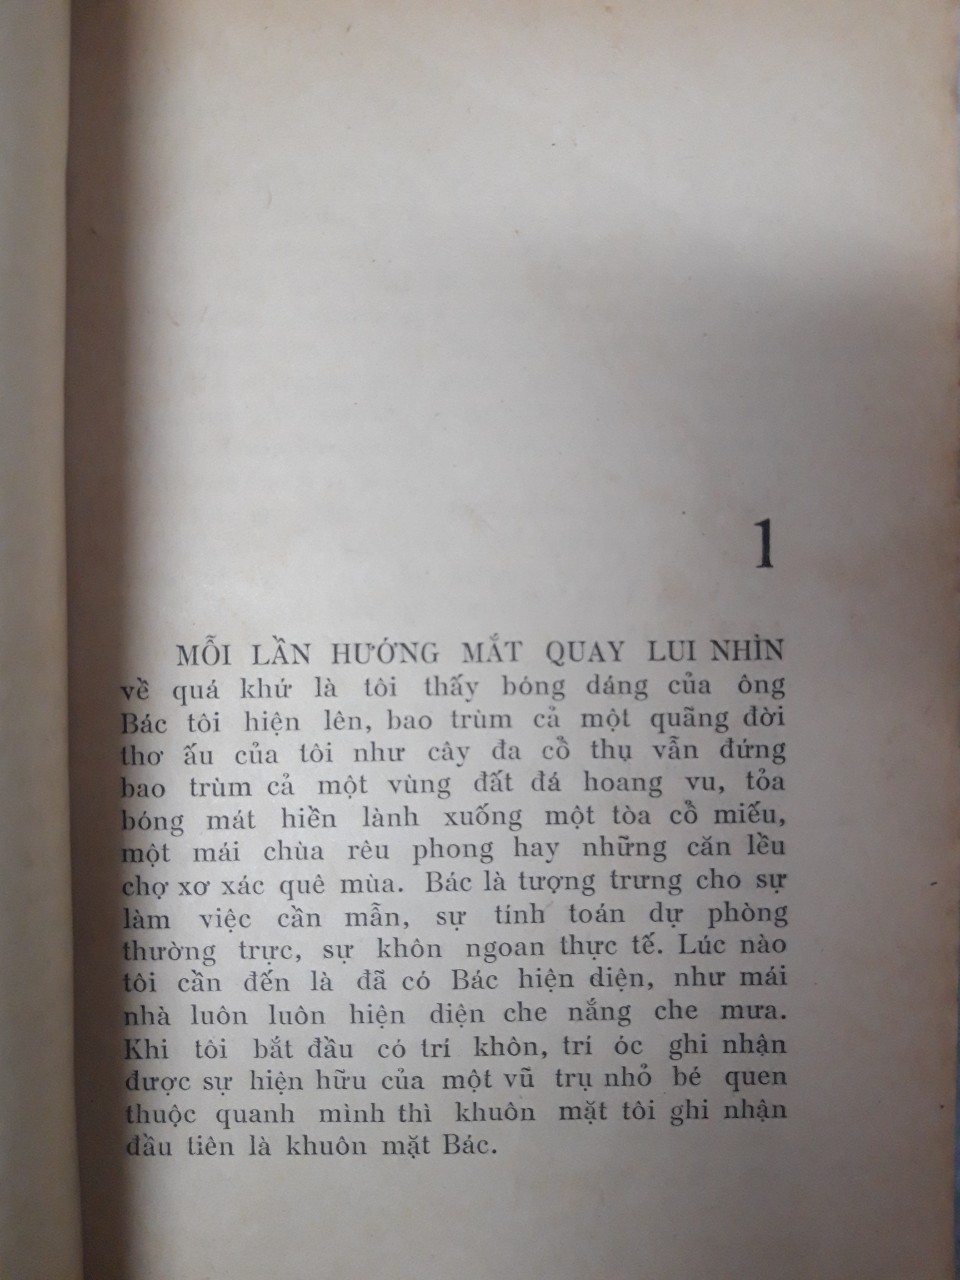 1
MỖI LẦN HƯỚNG MẮT QUAY LUI NHÌN
về quá khứ là tôi thấy bóng dáng của ông
Bác tôi hiện lên, bao trùm cả một quãng đời
thơ ấu của tôi như cây đa cổ thụ vẫn đứng
bao trùm cả một vùng đất đá hoang vu, tỏa
bóng mát hiền lành xuống một tòa cổ miếu,
một mái chùa rêu phong hay những căn lều
chợ xơ xác quê mùa. Bác là tượng trưng cho sự
làm việc cần mẫn, sự tính toán dự phòng
thường trực, sự khôn ngoan thực tế. Lúc nào
tôi cần đến là đã có Bác hiện diện, như mái
nhà luôn luôn hiện diện che nắng che mưa.
Khi tôi bắt đầu có trí khôn, trí óc ghi nhận
được sự hiện hữu của một vũ trụ nhỏ bé quen
thuộc quanh mình thì khuôn mặt tôi ghi nhận
đầu tiên là khuôn mặt Bác.